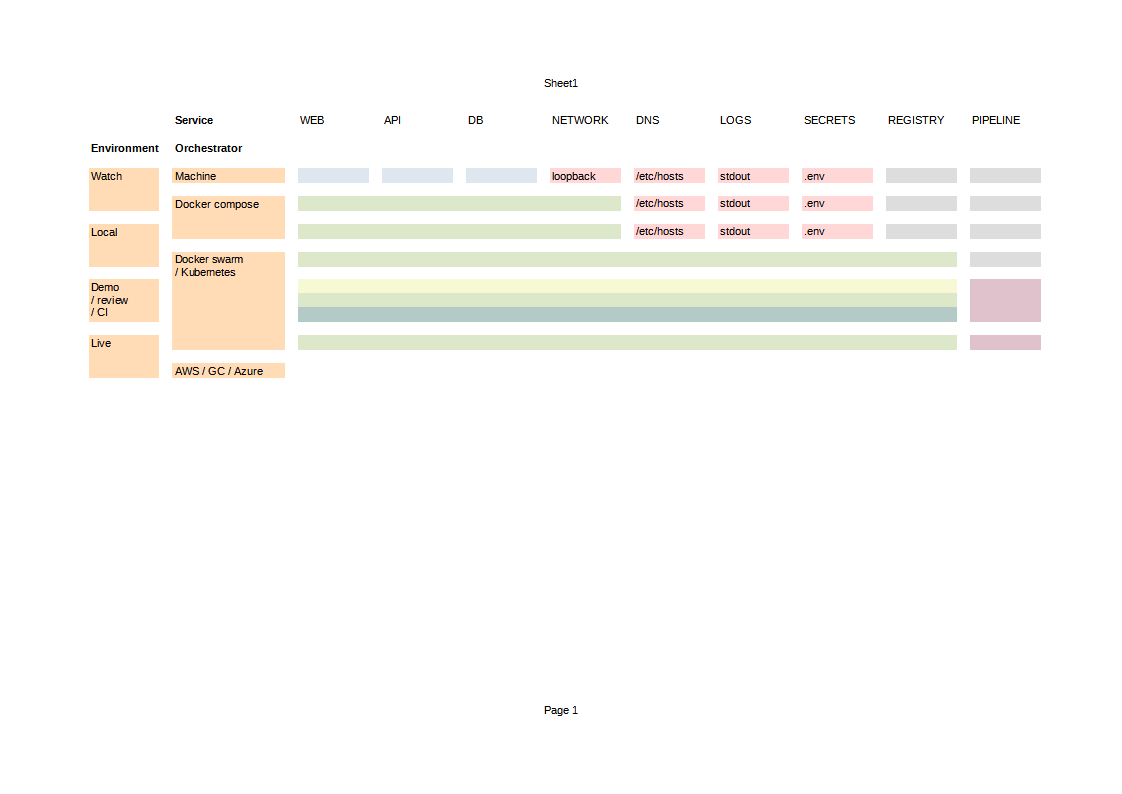 Sheet1
Service WEB API DB NETWORK DNS LOGS SECRETS REGISTRY PIPELINE
Environment Orchestrator
Watch Machine loopback /etc/hosts stdout .env
Docker compose /etc/hosts stdout .env
Local /etc/hosts stdout .env
Docker swarm
/ Kubernetes
Demo
/ review
/ CI
Live
AWS / GC / Azure
Page 1